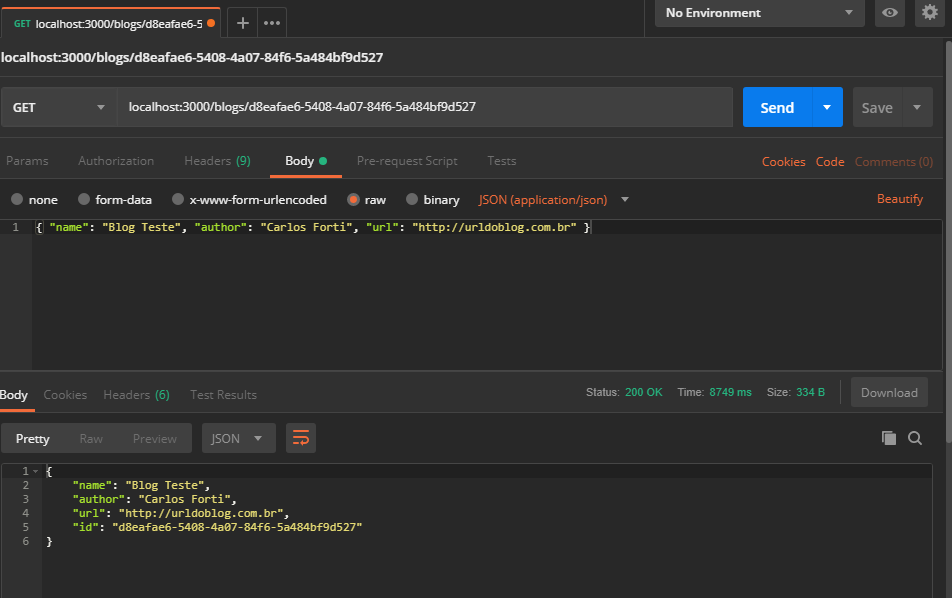 GET localhost:3000/blogs/d8eafae6-5 + ••• No Environment
localhost:3000/blogs/d8eafae6-5408-4a07-84f6-5a484bf9d527
GET localhost:3000/blogs/d8eafae6-5408-4a07-84f6-5a484bf9d527 Send Save
Params Authorization Headers (9) Body Pre-request Script Tests Cookies Code Comments (0)
none form-data x-www-form-urlencoded raw binary JSON (application/json) Beautify
1 { "name": "Blog Teste", "author": "Carlos Forti", "url": "http://urldoblog.com.br" }
Body Cookies Headers (6) Test Results Status: 200 OK Time: 8749 ms Size: 334 B Download
Pretty Raw Preview JSON
1 {
2 "name": "Blog Teste",
3 "author": "Carlos Forti",
4 "url": "http://urldoblog.com.br",
5 "id": "d8eafae6-5408-4a07-84f6-5a484bf9d527"
6 }